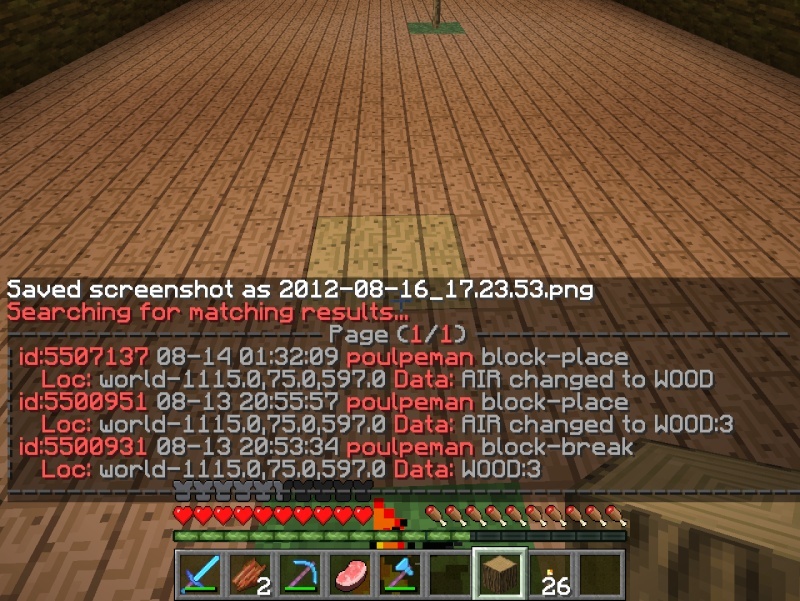 Saved screenshot as 2012-08-16_17.23.53.png
Searching for matching results...
Page (1/1)
id:5507137 08-14 01:32:09 poulpeman block-place
Loc: world-1115.0,75.0,597.0 Data: AIR changed to WOOD
id:5500951 08-13 20:55:57 poulpeman block-place
Loc: world-1115.0,75.0,597.0 Data: AIR changed to WOOD:3
id:5500931 08-13 20:53:34 poulpeman block-break
Loc: world-1115.0,75.0,597.0 Data: WOOD:3
2 26